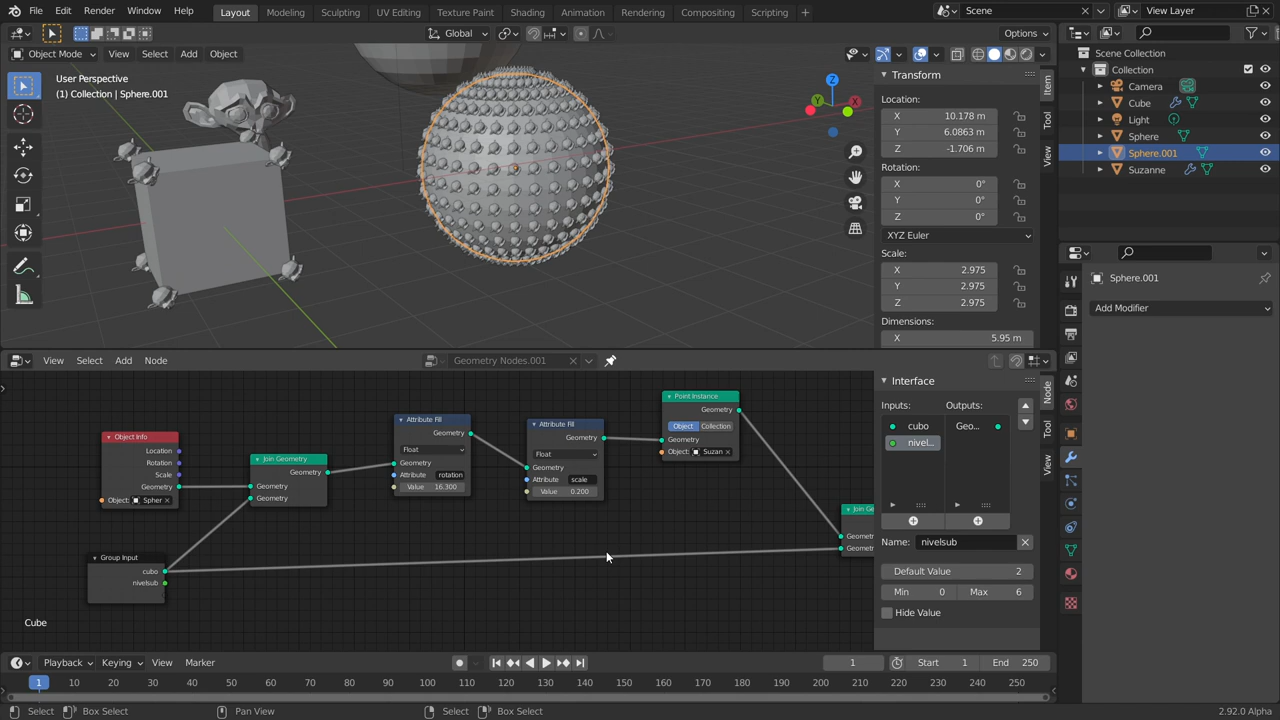 File Edit Render Window Help Layout Modeling Sculpting UV Editing Texture Paint Shading Animation Rendering Compositing Scripting + Scene View Layer
Global Options
Object Mode View Select Add Object
User Perspective
(1) Collection | Sphere.001
X
Y
Z
Transform
Location:
X 10.178 m
Y 6.0863 m
Z -1.706 m
Rotation:
X 0°
Y 0°
Z 0°
XYZ Euler
Scale:
X 2.975
Y 2.975
Z 2.975
Dimensions:
5.95 m
Item
Tool
View
Scene Collection
Collection
Camera
Cube
Light
Sphere
Sphere.001
Suzanne
Sphere.001
Add Modifier
View Select Add Node Geometry Nodes.001
Object Info
Location
Rotation
Scale
Geometry
Object: Spher
Group Input
cubo
nivelsub
Join Geometry
Geometry
Geometry
Geometry
Attribute Fill
Geometry
Float
Geometry
Attribute rotation
Value 16.300
Attribute Fill
Geometry
Float
Geometry
Attribute scale
Value 0.200
Point Instance
Geometry
Object Collection
Geometry
Object: Suzan
Join Ge
Geometr
Geometr
Cube
Interface
Inputs: Outputs:
cubo Geo...
nivel...
Name: nivelsub
Default Value 2
Min 0 Max 6
Hide Value
Node
Tool
View
Playback Keying View Marker 1 Start 1 End 250
1 10 20 30 40 50 60 70 80 90 100 110 120 130 140 150 160 170 180 190 200 210 220 230 240 250
Select Box Select Pan View Select Box Select 2.92.0 Alpha